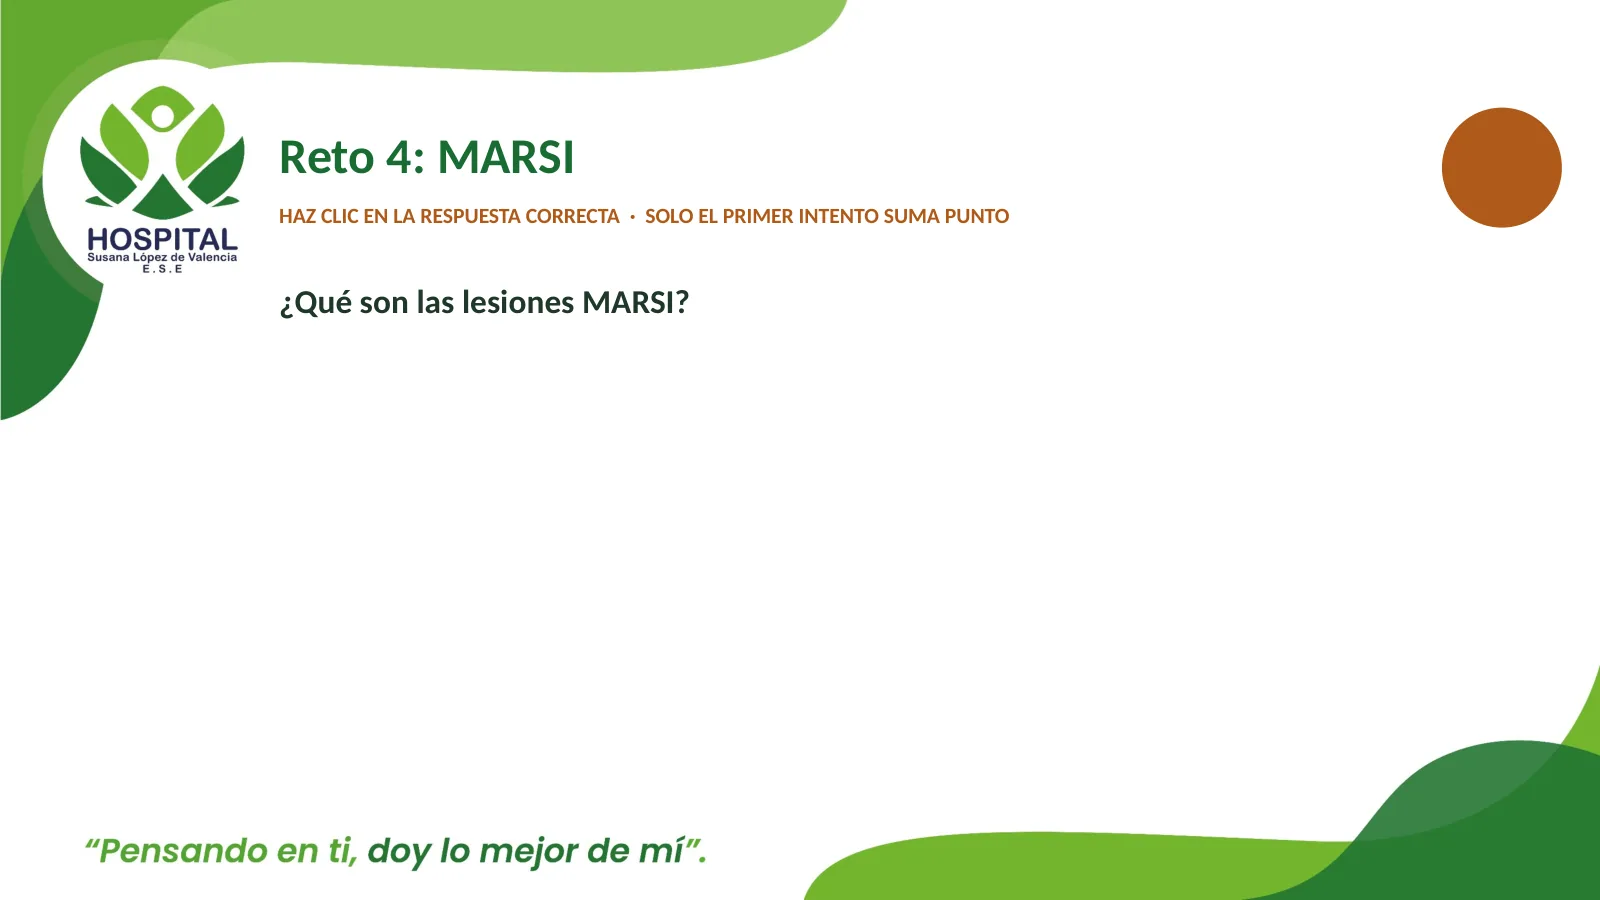 Reto 4: MARSI
HAZ CLIC EN LA RESPUESTA CORRECTA · SOLO EL PRIMER INTENTO SUMA PUNTO
HOSPITAL
Susana López de Valencia
E.S.E
¿Qué son las lesiones MARSI?
“Pensando en ti, doy lo mejor de mí”.